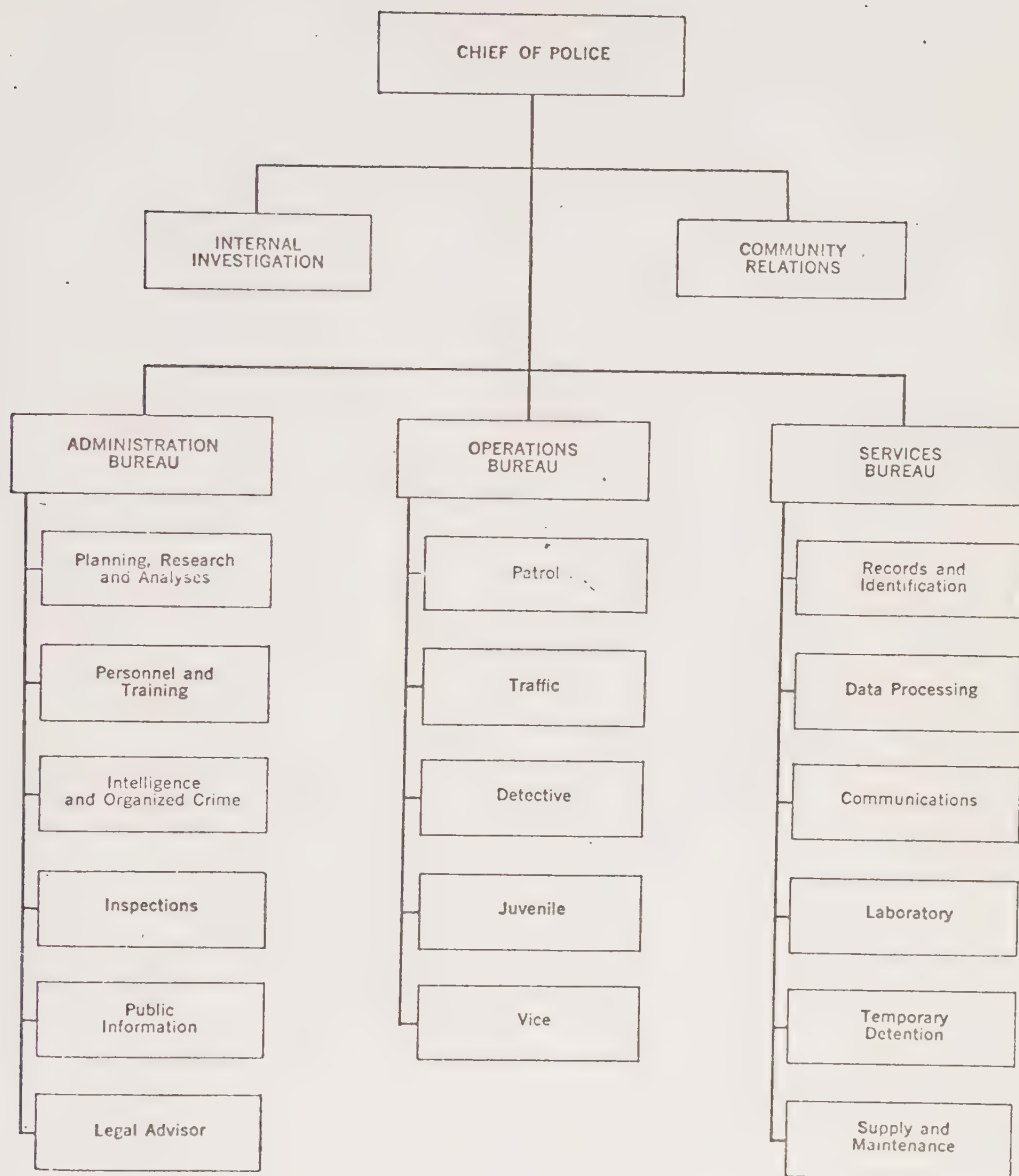 CHIEF OF POLICE
INTERNAL
INVESTIGATION
COMMUNITY
RELATIONS
ADMINISTRATION
BUREAU
Planning, Research
and Analyses
Personnel and
Training
Intelligence
and Organized Crime
Inspections
Public
Information
Legal Advisor
OPERATIONS
BUREAU
Patrol
Traffic
Detective
Juvenile
Vice
SERVICES
BUREAU
Records and
Identification
Data Processing
Communications
Laboratory
Temporary
Detention
Supply and
Maintenance